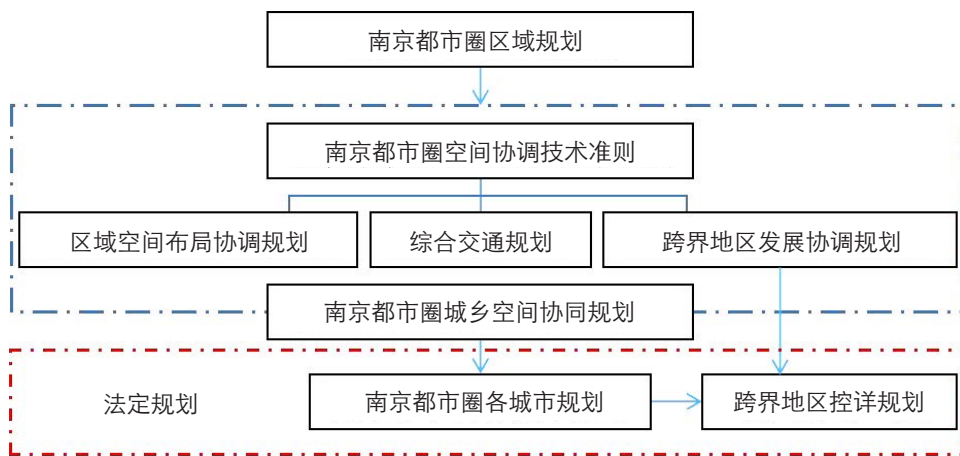 南京都市圈区域规划
南京都市圈空间协调技术准则
区域空间布局协调规划
综合交通规划
跨界地区发展协调规划
南京都市圈城乡空间协同规划
法定规划
南京都市圈各城市规划
跨界地区控详规划